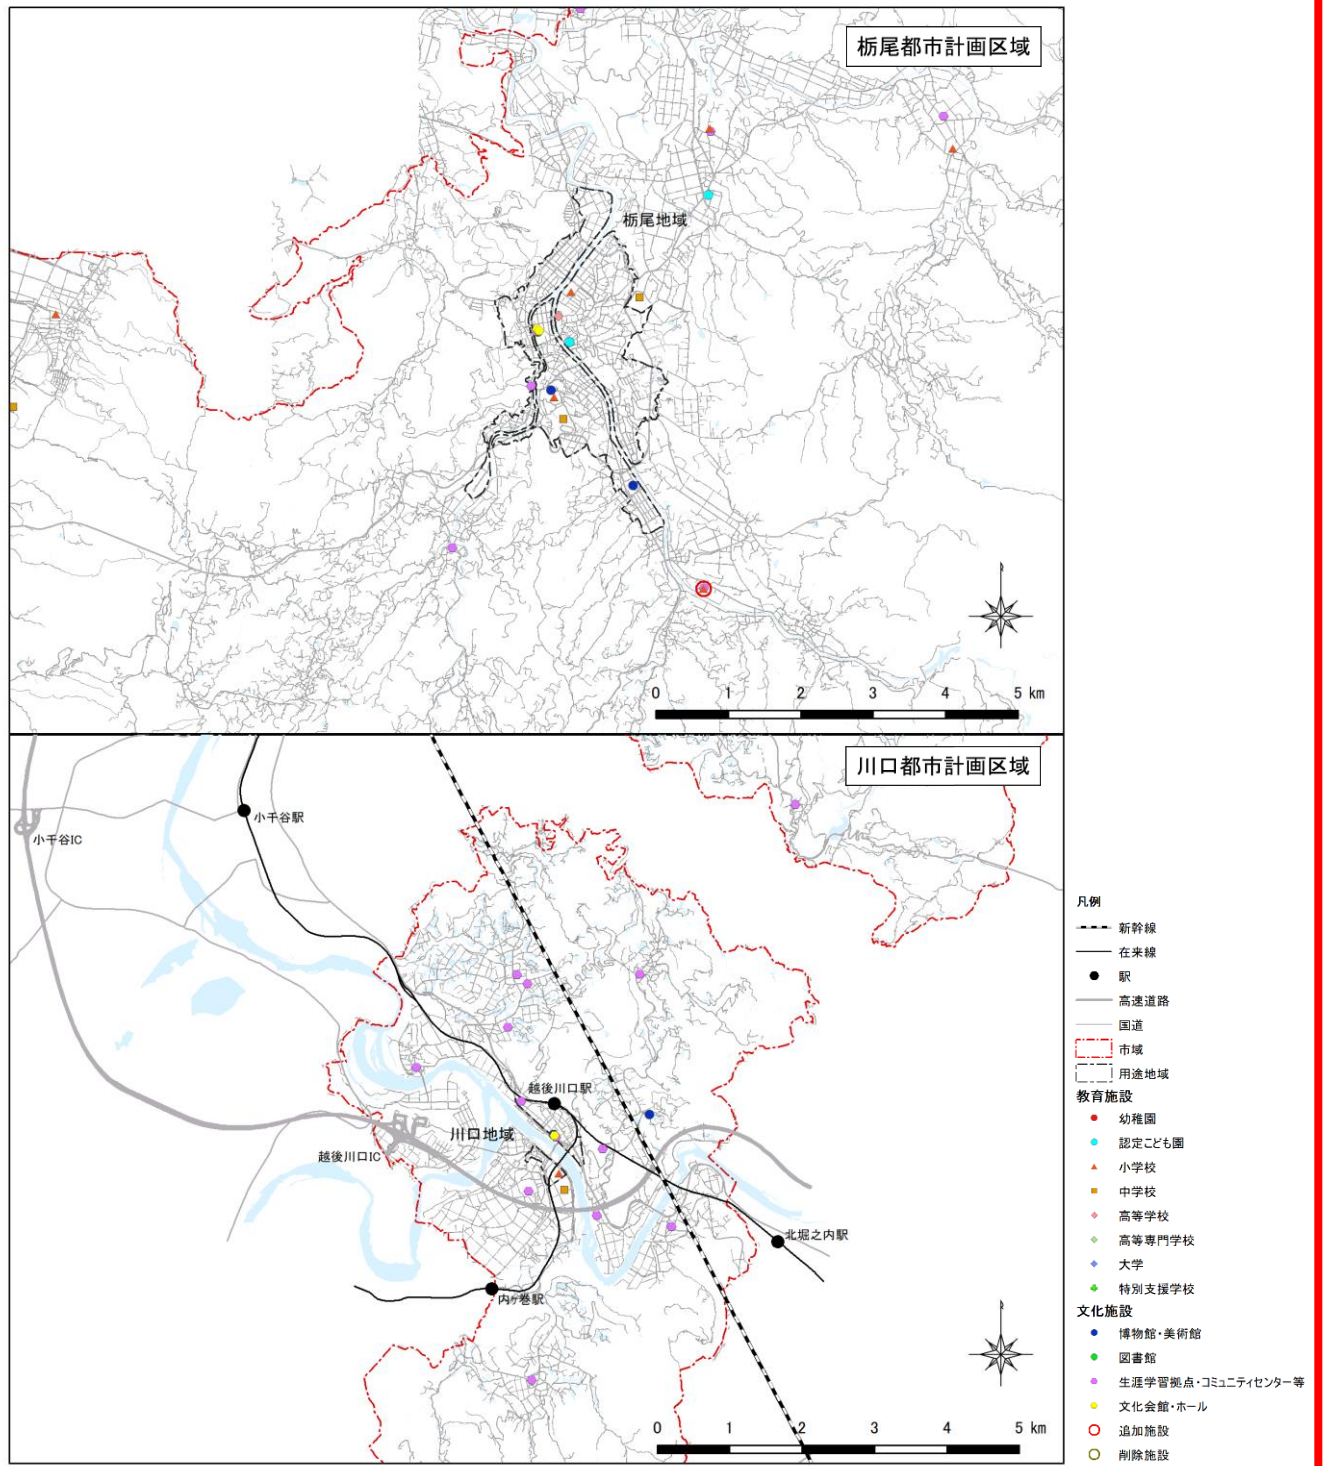 栃尾都市計画区域
栃尾地域
0 1 2 3 4 5 km
川口都市計画区域
小千谷駅
小千谷IC
越後川口駅
川口地域
越後川口IC
北堀之内駅
内ヶ巻駅
0 1 2 3 4 5 km
凡例
新幹線
在来線
駅
高速道路
国道
市域
用途地域
教育施設
幼稚園
認定こども園
小学校
中学校
高等学校
高等専門学校
大学
特別支援学校
文化施設
博物館・美術館
図書館
生涯学習拠点・コミュニティセンター等
文化会館・ホール
追加施設
削除施設